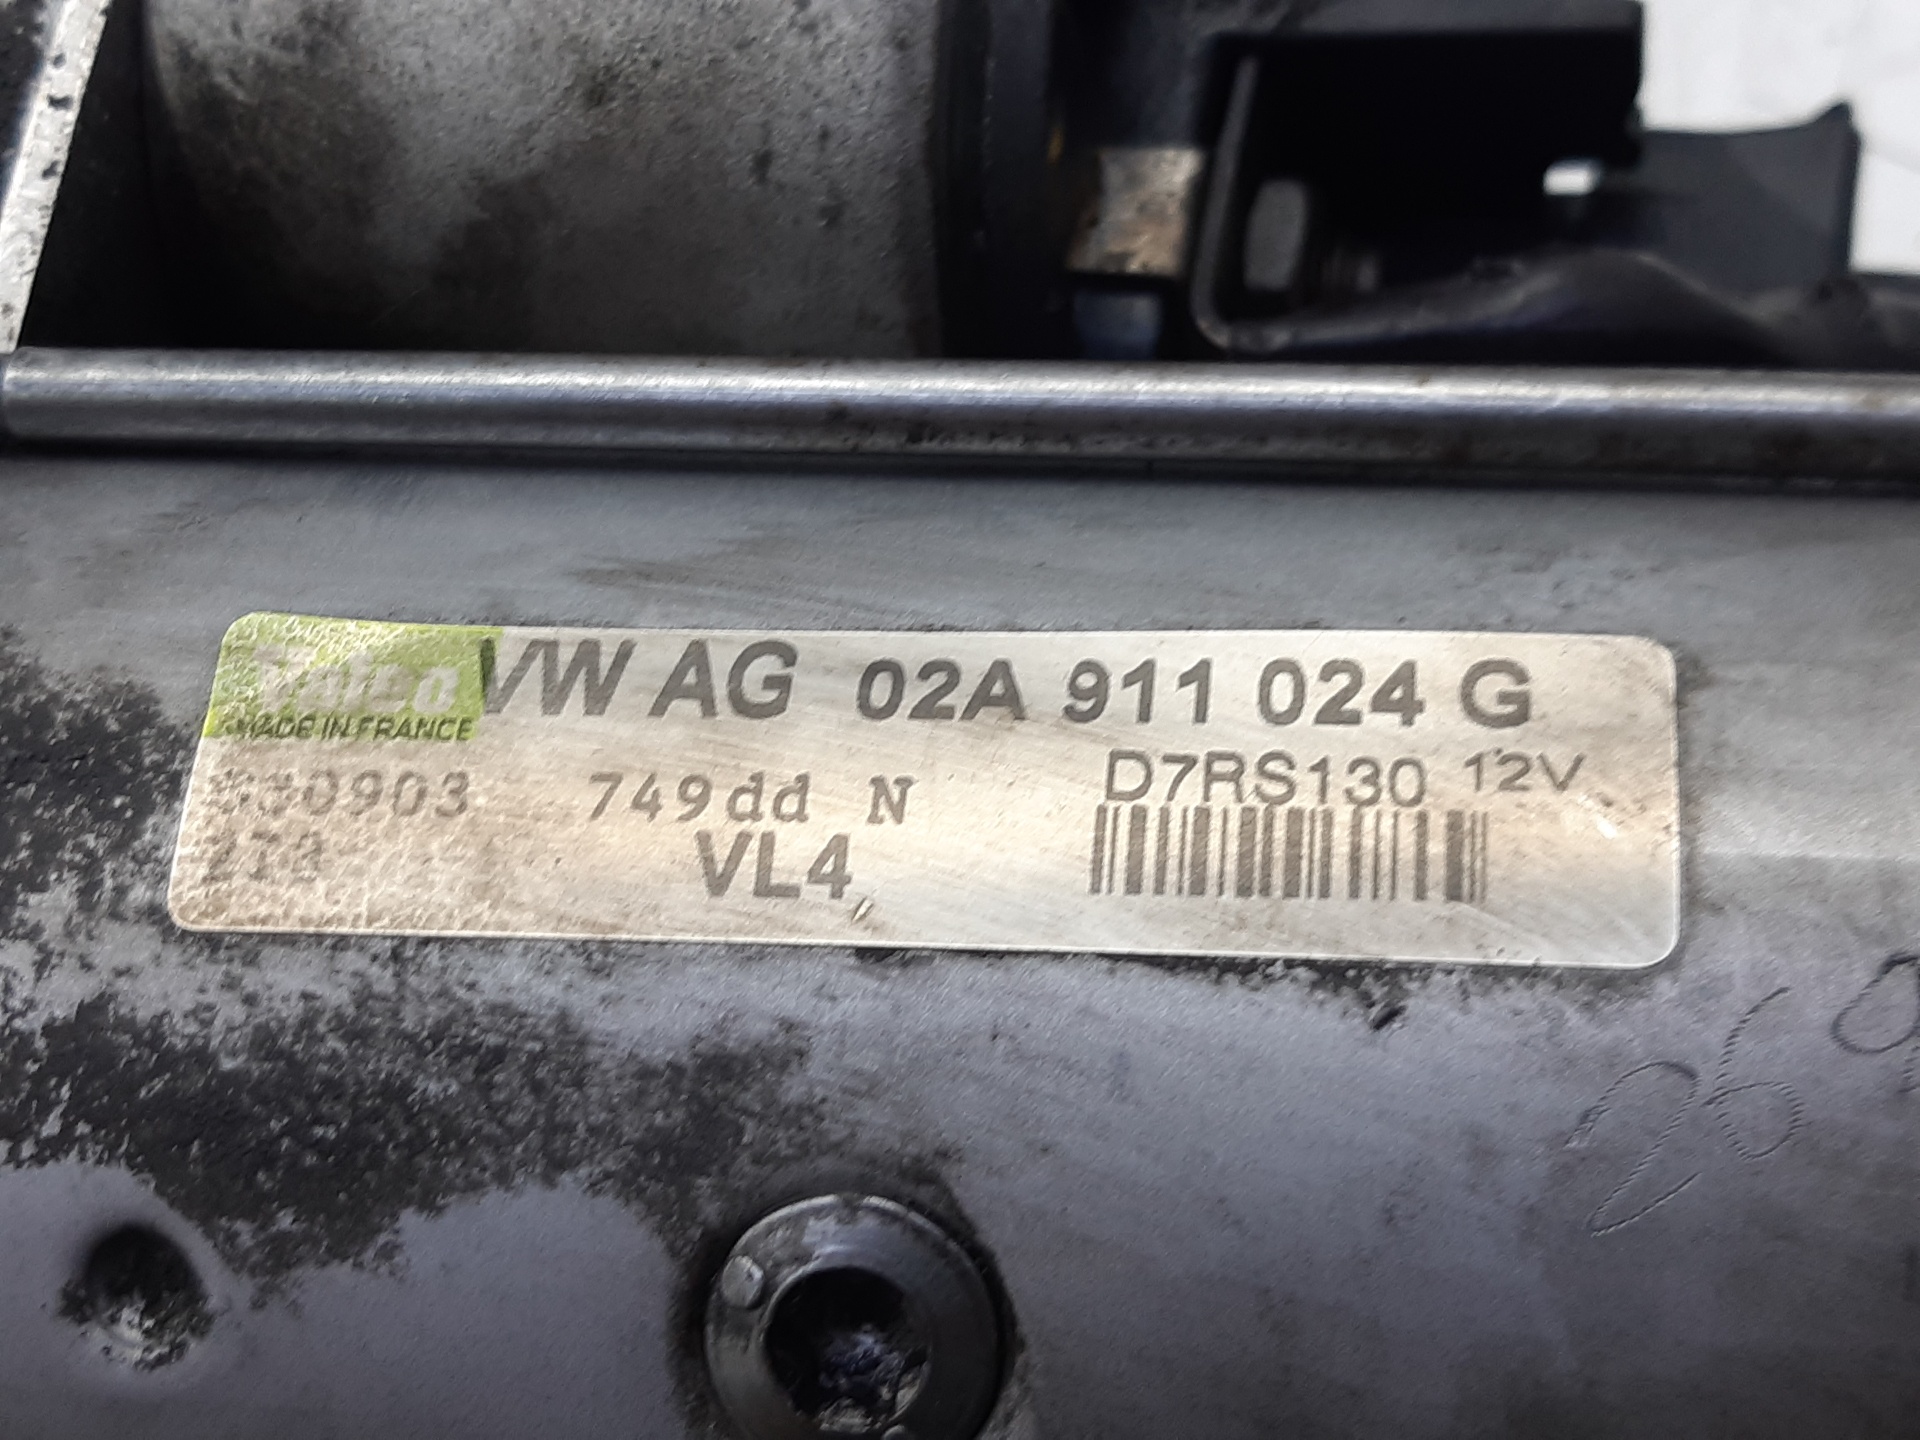 Valeo VW AG 02A 911 024 G
MADE IN FRANCE
749dd N D7RS130 12V
VL4